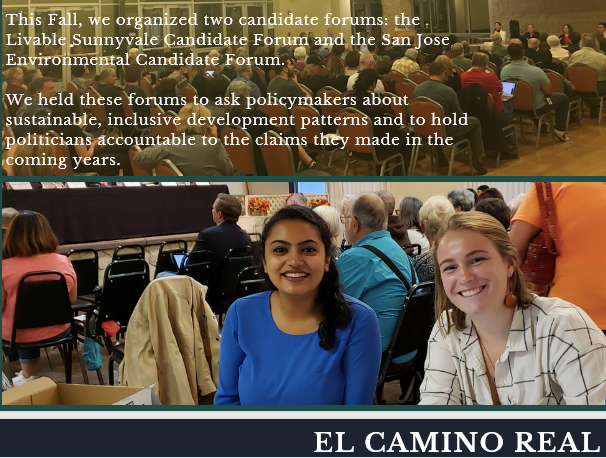 This Fall, we organized two candidate forums: the
Livable Sunnyvale Candidate Forum and the San Jose
Environmental Candidate Forum.
We held these forums to ask policymakers about
sustainable, inclusive development patterns and to hold
politicians accountable to the claims they made in the
coming years.
EL CAMINO REAL